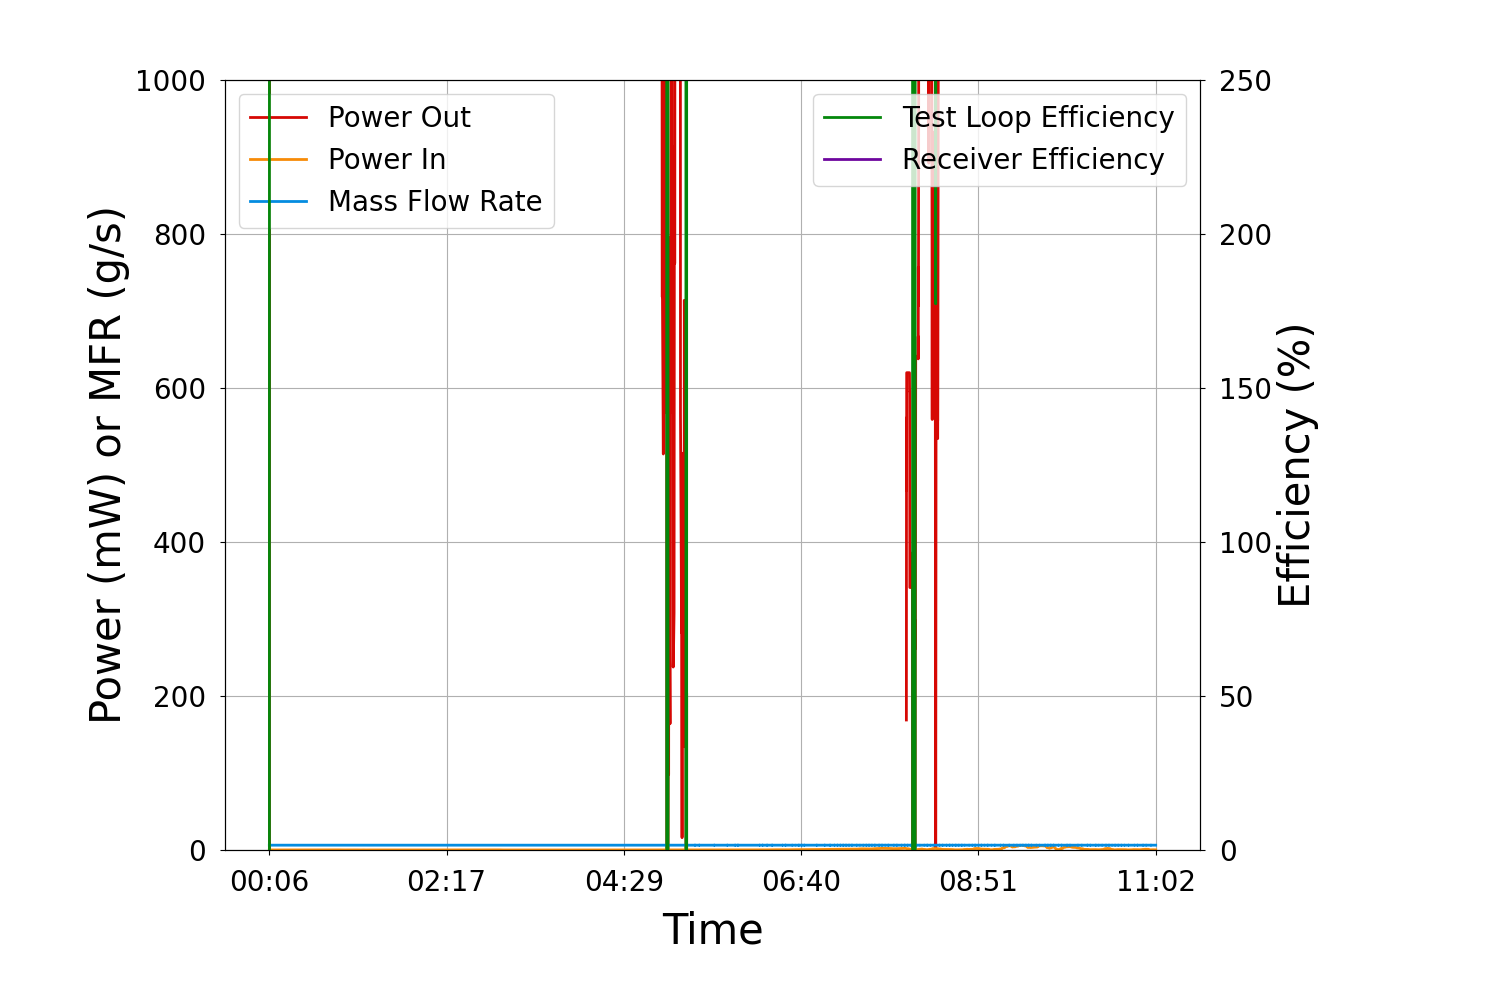 1000
800
600
400
200
0
Power (mW) or MFR (g/s)
Power Out
Power In
Mass Flow Rate
Test Loop Efficiency
Receiver Efficiency
250
200
150
100
50
0
Efficiency (%)
00:06 02:17 04:29 06:40 08:51 11:02
Time